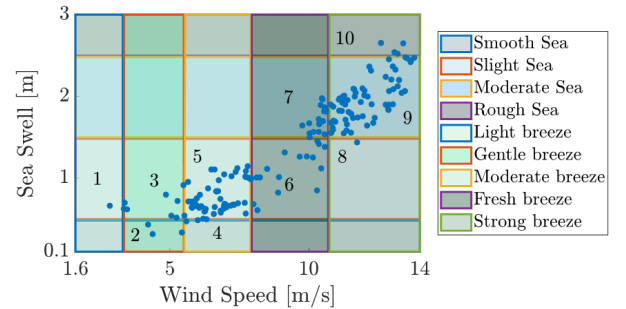 3
10
Smooth Sea
Slight Sea
Moderate Sea
Rough Sea
Light breeze
Gentle breeze
Moderate breeze
Fresh breeze
Strong breeze
Sea Swell [m]
2
7
9
1
1
3
5
6
8
2
4
0.1
1.6
5
10
14
Wind Speed [m/s]